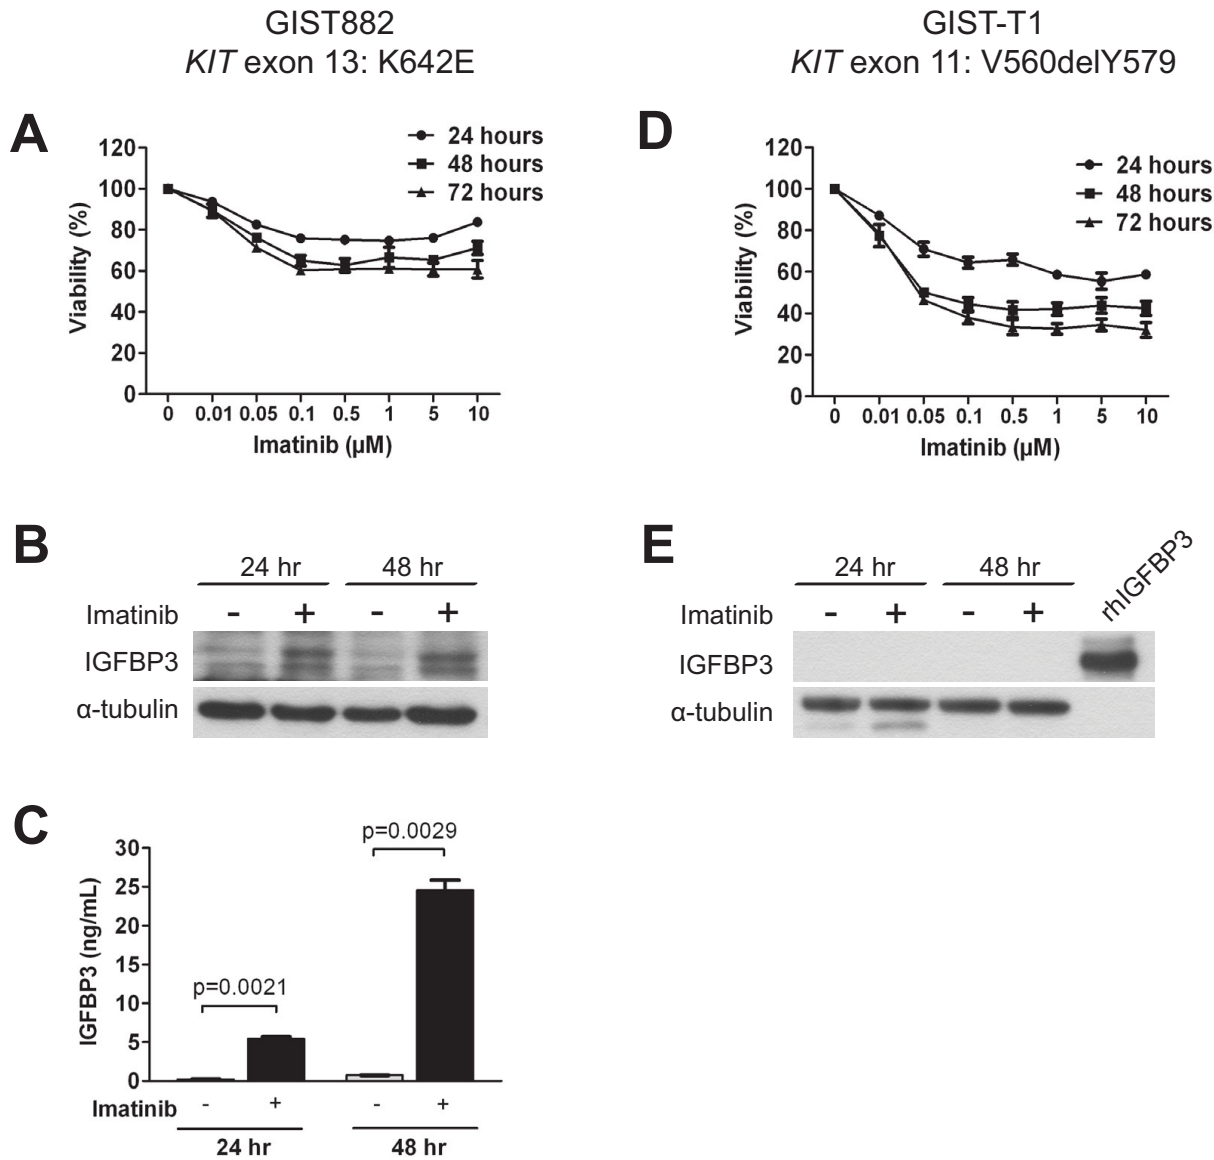 GIST882
KIT exon 13: K642E
GIST-T1
KIT exon 11: V560delY579
A
24 hours
48 hours
72 hours
120
100
80
60
40
20
0
Viability (%)
0 0.01 0.05 0.1 0.5 1 5 10
Imatinib (µM)
D
24 hours
48 hours
72 hours
120
100
80
60
40
20
0
Viability (%)
0 0.01 0.05 0.1 0.5 1 5 10
Imatinib (µM)
B
24 hr 48 hr
Imatinib - + - +
IGFBP3
α-tubulin
E
24 hr 48 hr rhIGFBP3
Imatinib - + - +
IGFBP3
α-tubulin
C
p=0.0029
p=0.0021
30
25
20
15
10
5
0
IGFBP3 (ng/mL)
Imatinib - + - +
24 hr 48 hr